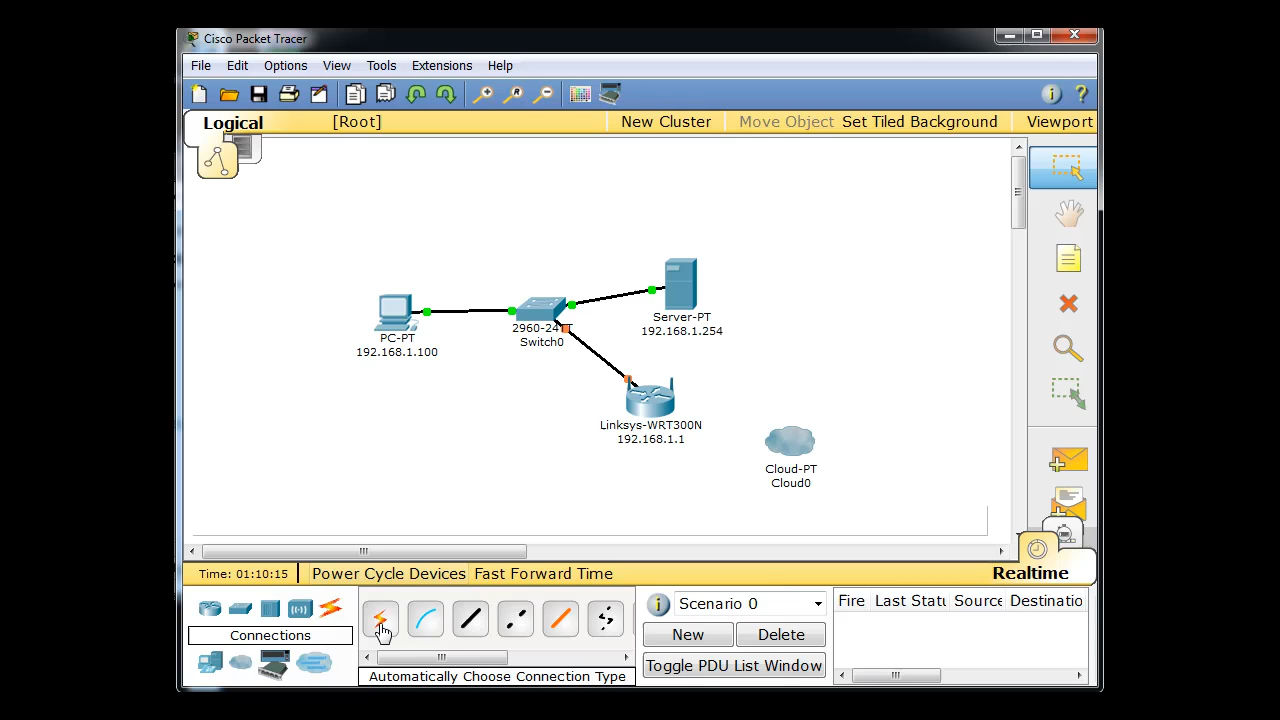 Cisco Packet Tracer
File Edit Options View Tools Extensions Help
Logical [Root] New Cluster Move Object Set Tiled Background Viewport
Server-PT
192.168.1.254
PC-PT
192.168.1.100
2960-24TT
Switch0
Linksys-WRT300N
192.168.1.1
Cloud-PT
Cloud0
Time: 01:10:15 Power Cycle Devices Fast Forward Time Realtime
Connections
Automatically Choose Connection Type
Scenario 0
New Delete
Toggle PDU List Window
Fire Last Statu Source Destinatio